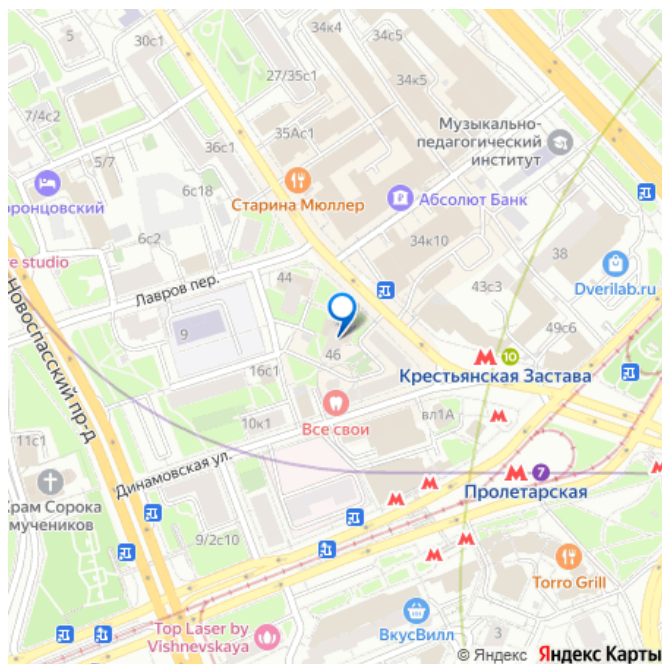 5
30с1
34к4
34с5
27/35с1
34к5
7/4с2
35Ас1
Музыкально-
педагогический
институт
5/7
36с1
Старина Мюллер
Абсолют Банк
оронцовский
6с18
6с2
34к10
38
re studio
44
43с3
Dverilab.ru
Лавров пер.
9
49с6
Новоспасский пр-д
46
10
16с1
Крестьянская Застава
Все свои
вл1А
10к1
11с1
Динамовская ул.
7
Пролетарская
Храм Сорока
мучеников
9/2с10
Torro Grill
Top Laser by
Vishnevskaya
ВкусВилл
3
© Яндекс Яндекс Карты